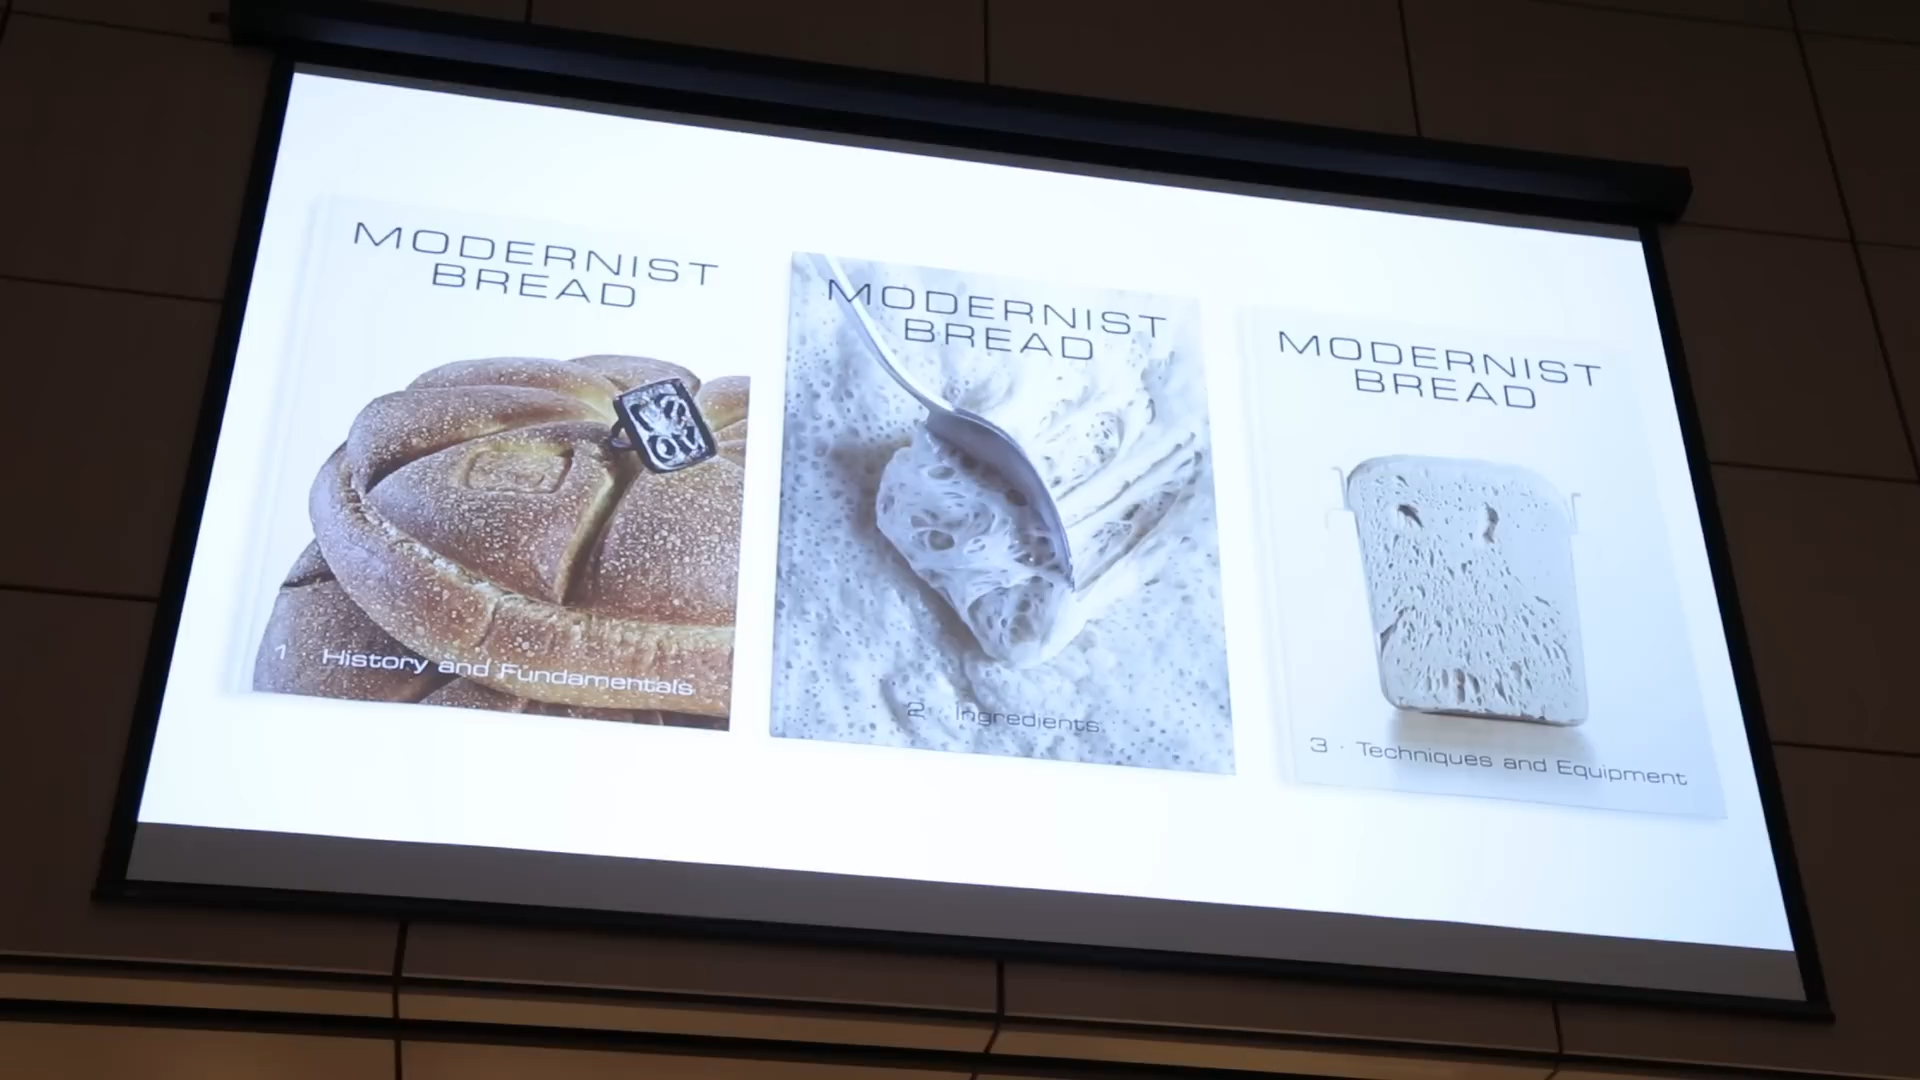 MODERNIST
BREAD
1 History and Fundamentals
MODERNIST
BREAD
2 · Ingredients
MODERNIST
BREAD
3 · Techniques and Equipment